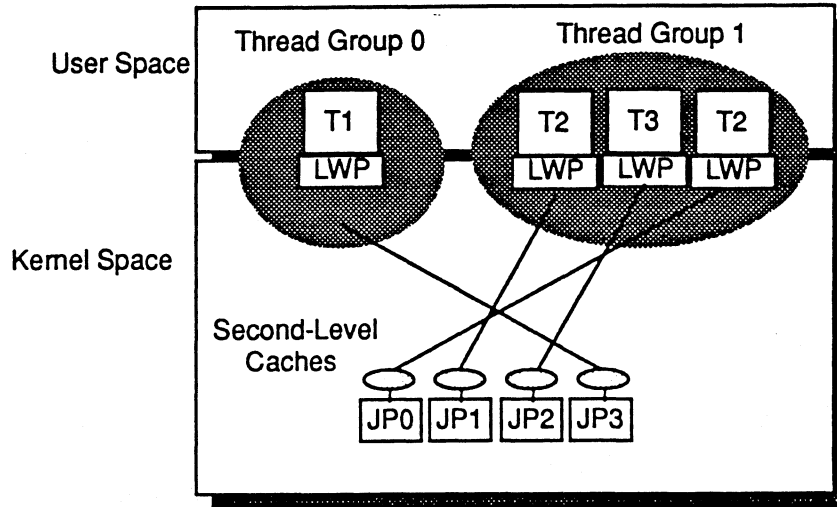 Thread Group 0
Thread Group 1
User Space
T1
T2
T3
T2
LWP
LWP
LWP
LWP
Kernel Space
Second-Level
Caches
JP0
JP1
JP2
JP3